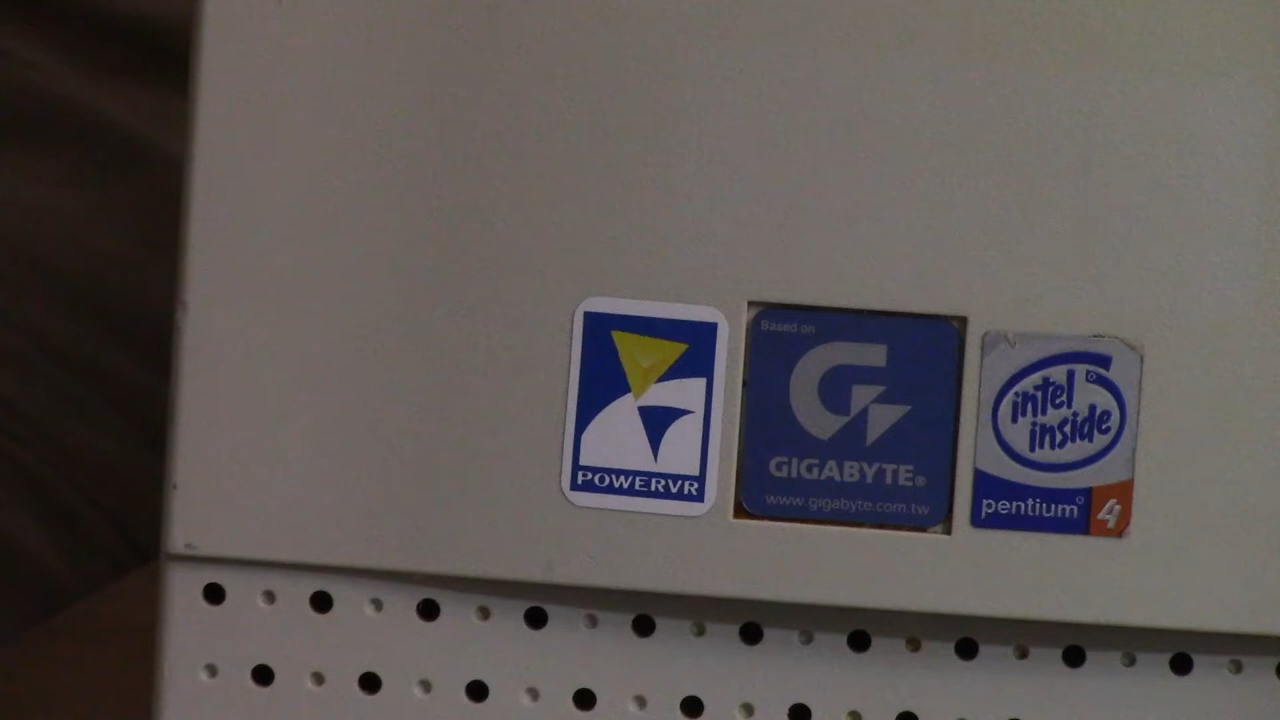 POWERVR
Based on
GIGABYTE®
www.gigabyte.com.tw
intel
inside
pentium 4